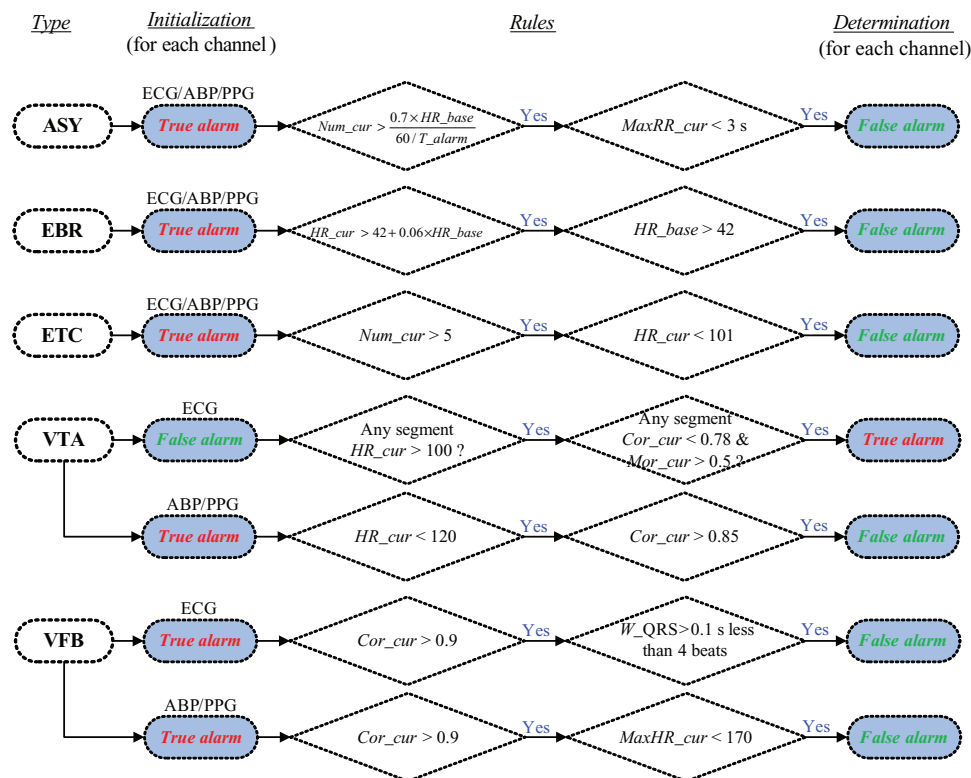 Type Initialization Rules Determination
(for each channel ) (for each channel)
ECG/ABP/PPG
ASY True alarm Num_cur > 0.7 × HR_base Yes MaxRR_cur < 3 s Yes False alarm
60 / T_alarm
ECG/ABP/PPG
EBR True alarm HR_cur > 42+0.06×HR_base Yes HR_base > 42 Yes False alarm
ECG/ABP/PPG
ETC True alarm Num_cur > 5 Yes HR_cur < 101 Yes False alarm
ECG
VTA False alarm Any segment Yes Any segment Yes True alarm
HR_cur > 100 ? Cor_cur < 0.78 &
Mor_cur > 0.5 ?
ABP/PPG
True alarm HR_cur < 120 Yes Cor_cur > 0.85 Yes False alarm
ECG
VFB True alarm Cor_cur > 0.9 Yes W_QRS>0.1 s less Yes False alarm
than 4 beats
ABP/PPG
True alarm Cor_cur > 0.9 Yes MaxHR_cur < 170 Yes False alarm